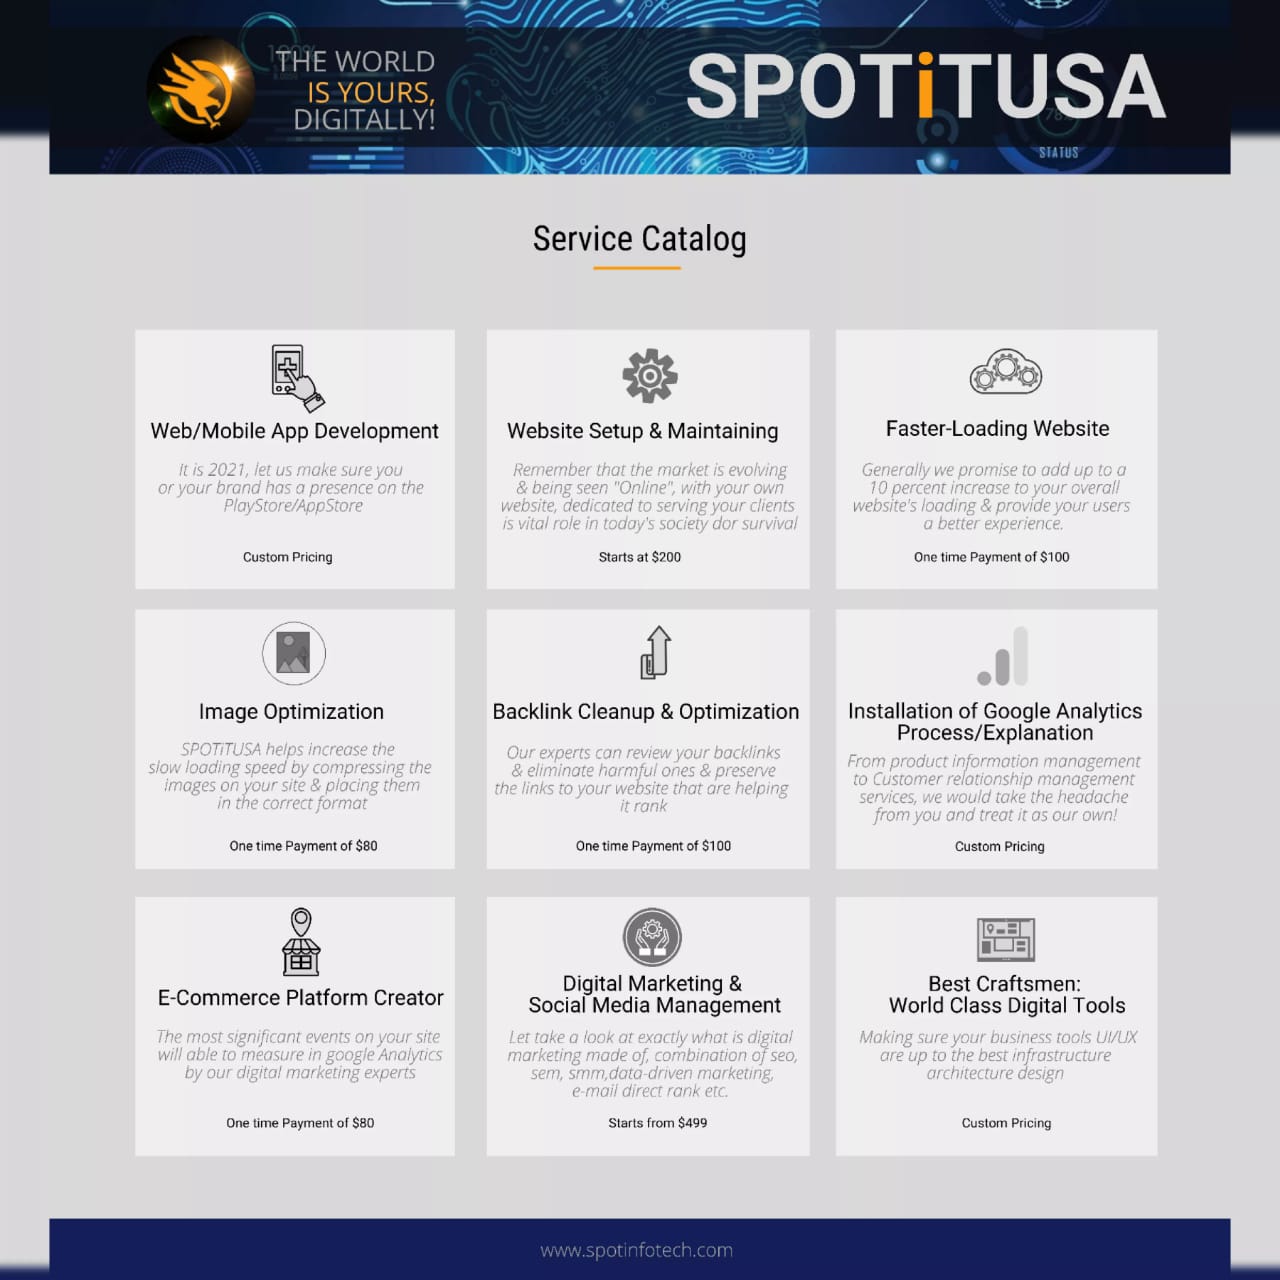 THE WORLD
IS YOURS,
DIGITALLY!
SPOTiTUSA
100%
STATUS
Service Catalog
Web/Mobile App Development
It is 2021, let us make sure you
or your brand has a presence on the
PlayStore/AppStore
Custom Pricing
Website Setup & Maintaining
Remember that the market is evolving
& being seen "Online", with your own
website, dedicated to serving your clients
is vital role in today's society dor survival
Starts at $200
Faster-Loading Website
Generally we promise to add up to a
10 percent increase to your overall
website's loading & provide your users
a better experience.
One time Payment of $100
Image Optimization
SPOTiTUSA helps increase the
slow loading speed by compressing the
images on your site & placing them
in the correct format
One time Payment of $80
Backlink Cleanup & Optimization
Our experts can review your backlinks
& eliminate harmful ones & preserve
the links to your website that are helping
it rank
One time Payment of $100
Installation of Google Analytics
Process/Explanation
From product information management
to Customer relationship management
services, we would take the headache
from you and treat it as our own!
Custom Pricing
E-Commerce Platform Creator
The most significant events on your site
will able to measure in google Analytics
by our digital marketing experts
One time Payment of $80
Digital Marketing &
Social Media Management
Let take a look at exactly what is digital
marketing made of, combination of seo,
sem, smm,data-driven marketing,
e-mail direct rank etc.
Starts from $499
Best Craftsmen:
World Class Digital Tools
Making sure your business tools UI/UX
are up to the best infrastructure
architecture design
Custom Pricing
www.spotinfotech.com